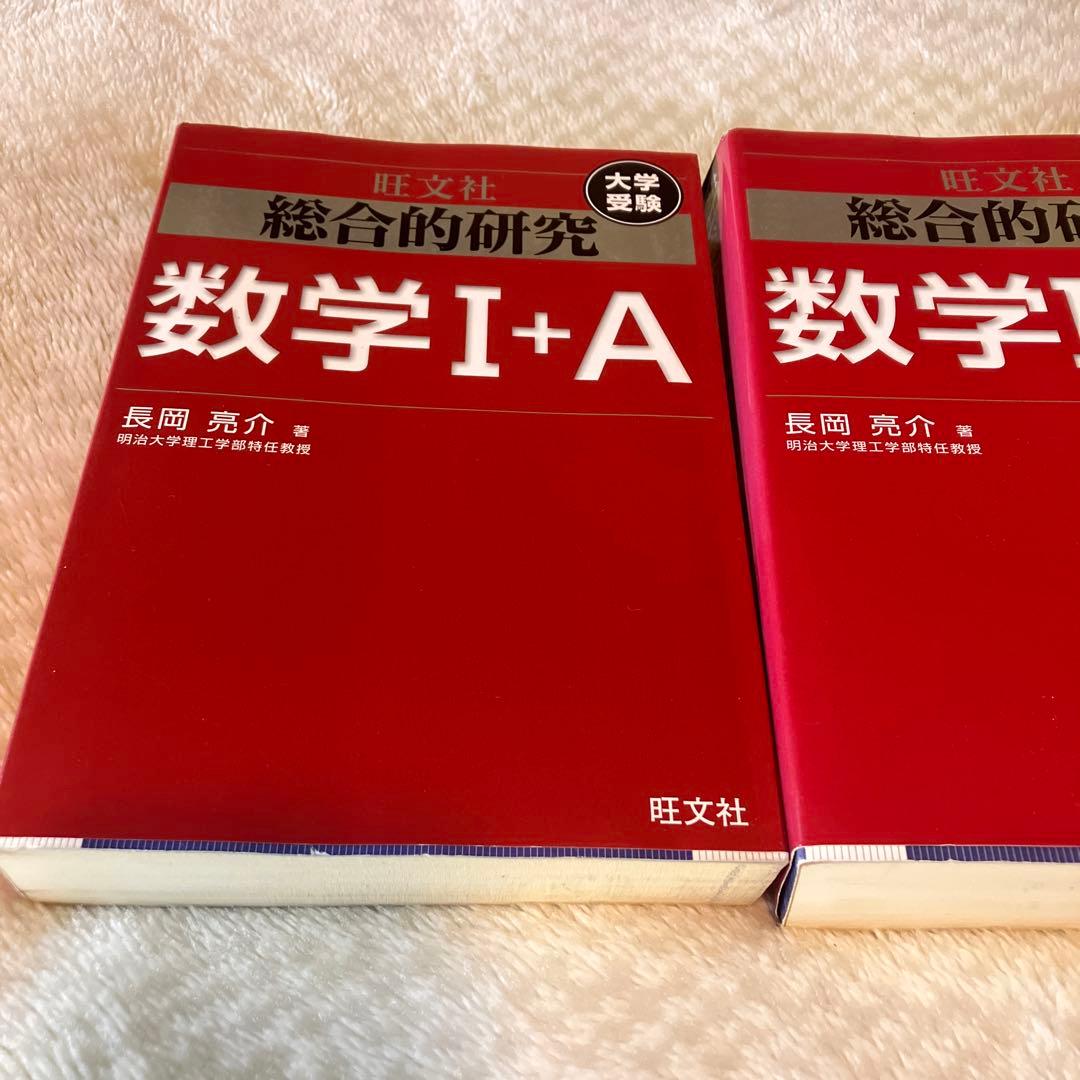 旺文社
大学
受験
総合的研究
数学I+A
長岡 亮介 著
明治大学理工学部特任教授
旺文社
旺文社
総合的
数学
長岡 亮介 著
明治大学理工学部特任教授